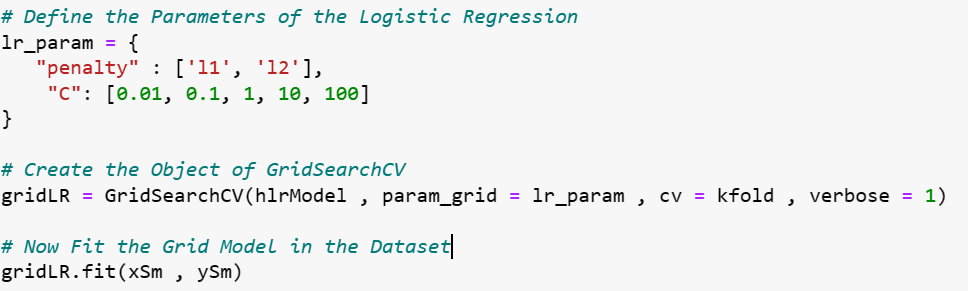 # Define the Parameters of the Logistic Regression
lr_param = {
   "penalty" : ['l1', 'l2'],
    "C": [0.01, 0.1, 1, 10, 100]
}
# Create the Object of GridSearchCV
gridLR = GridSearchCV(hlrModel , param_grid = lr_param , cv = kfold , verbose = 1)
# Now Fit the Grid Model in the Dataset
gridLR.fit(xSm , ySm)